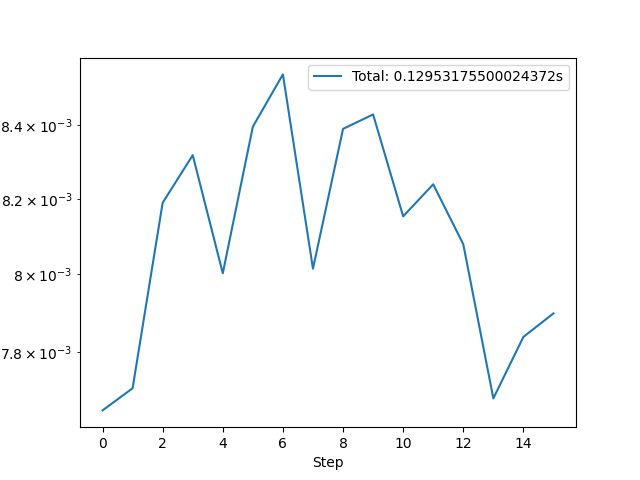 Total: 0.12953175500024372s
8.4 × 10⁻³
8.2 × 10⁻³
8 × 10⁻³
7.8 × 10⁻³
0 2 4 6 8 10 12 14
Step